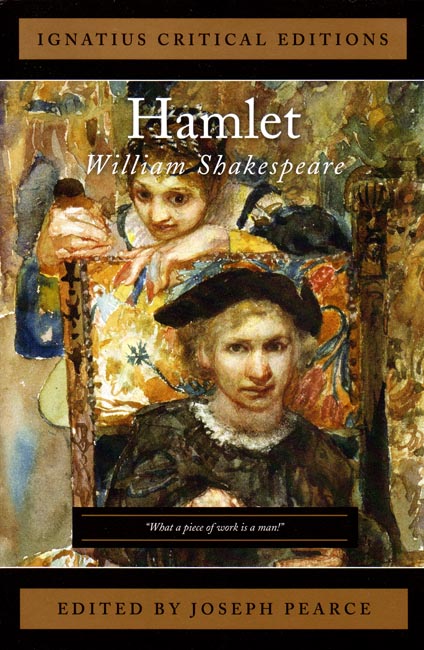 IGNATIUS CRITICAL EDITIONS
Hamlet
William Shakespeare
"What a piece of work is a man!"
EDITED BY JOSEPH PEARCE